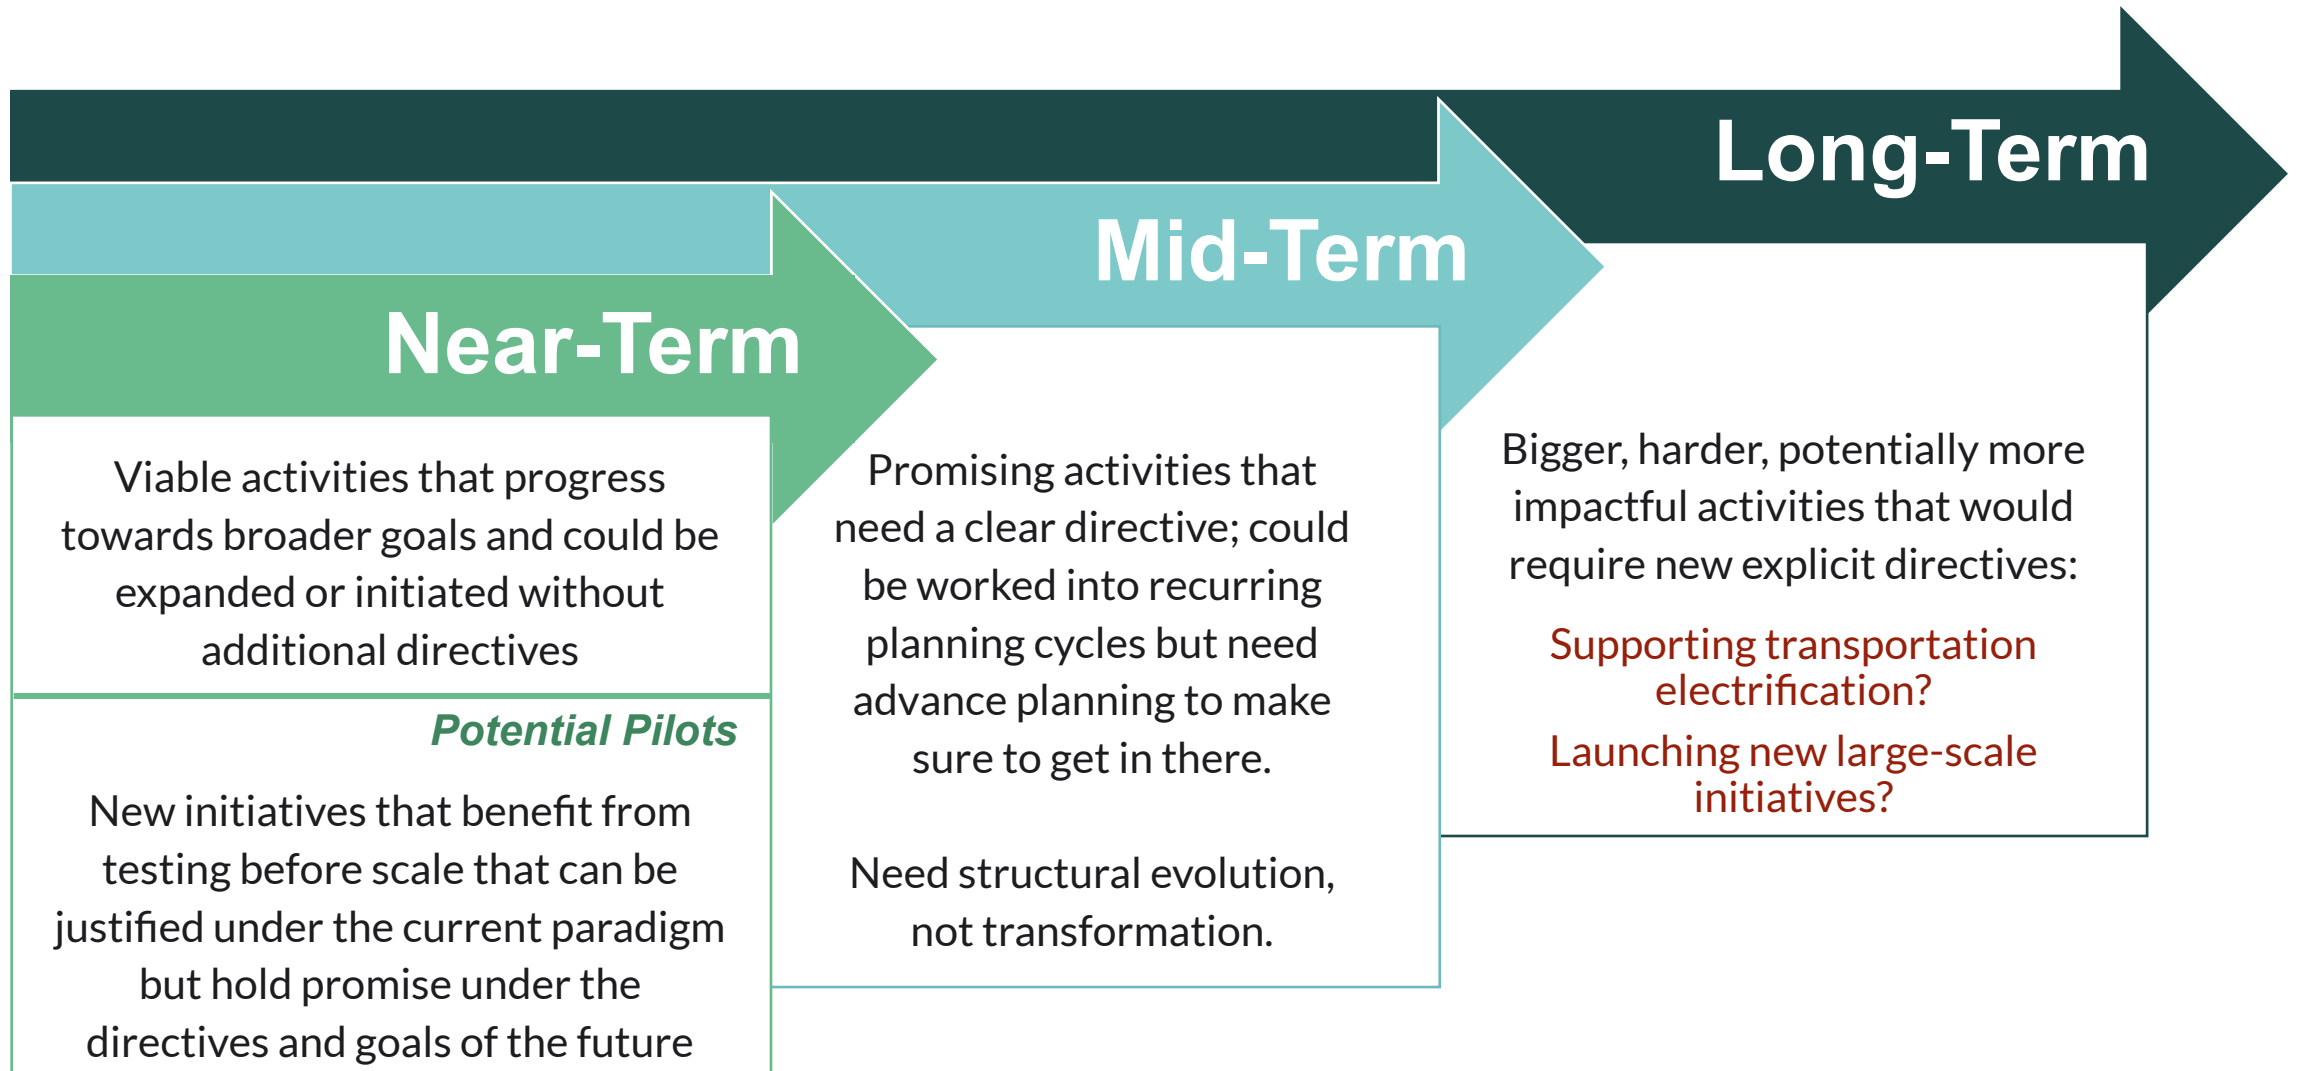 Long-Term
Mid-Term
Near-Term
Viable activities that progress
towards broader goals and could be
expanded or initiated without
additional directives
Potential Pilots
New initiatives that benefit from
testing before scale that can be
justified under the current paradigm
but hold promise under the
directives and goals of the future
Promising activities that
need a clear directive; could
be worked into recurring
planning cycles but need
advance planning to make
sure to get in there.
Need structural evolution,
not transformation.
Bigger, harder, potentially more
impactful activities that would
require new explicit directives:
Supporting transportation
electrification?
Launching new large-scale
initiatives?